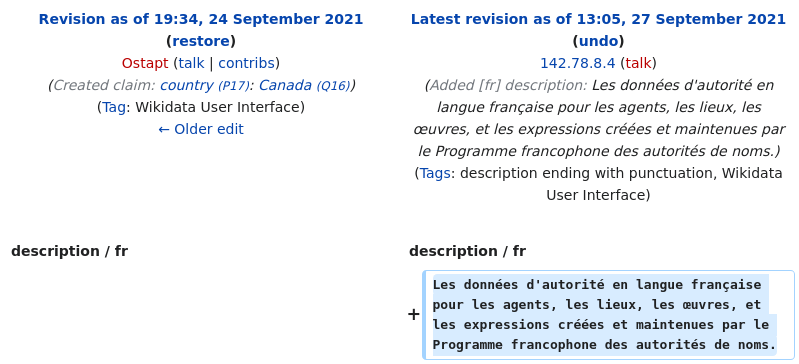 Revision as of 19:34, 24 September 2021
(restore)
Ostapt (talk | contribs)
(Created claim: country (P17): Canada (Q16))
(Tag: Wikidata User Interface)
← Older edit
Latest revision as of 13:05, 27 September 2021
(undo)
142.78.8.4 (talk)
(Added [fr] description: Les données d'autorité en
langue française pour les agents, les lieux, les
œuvres, et les expressions créées et maintenues par
le Programme francophone des autorités de noms.)
(Tags: description ending with punctuation, Wikidata
User Interface)
description / fr
description / fr
+
Les données d'autorité en langue française
pour les agents, les lieux, les œuvres, et
les expressions créées et maintenues par le
Programme francophone des autorités de noms.